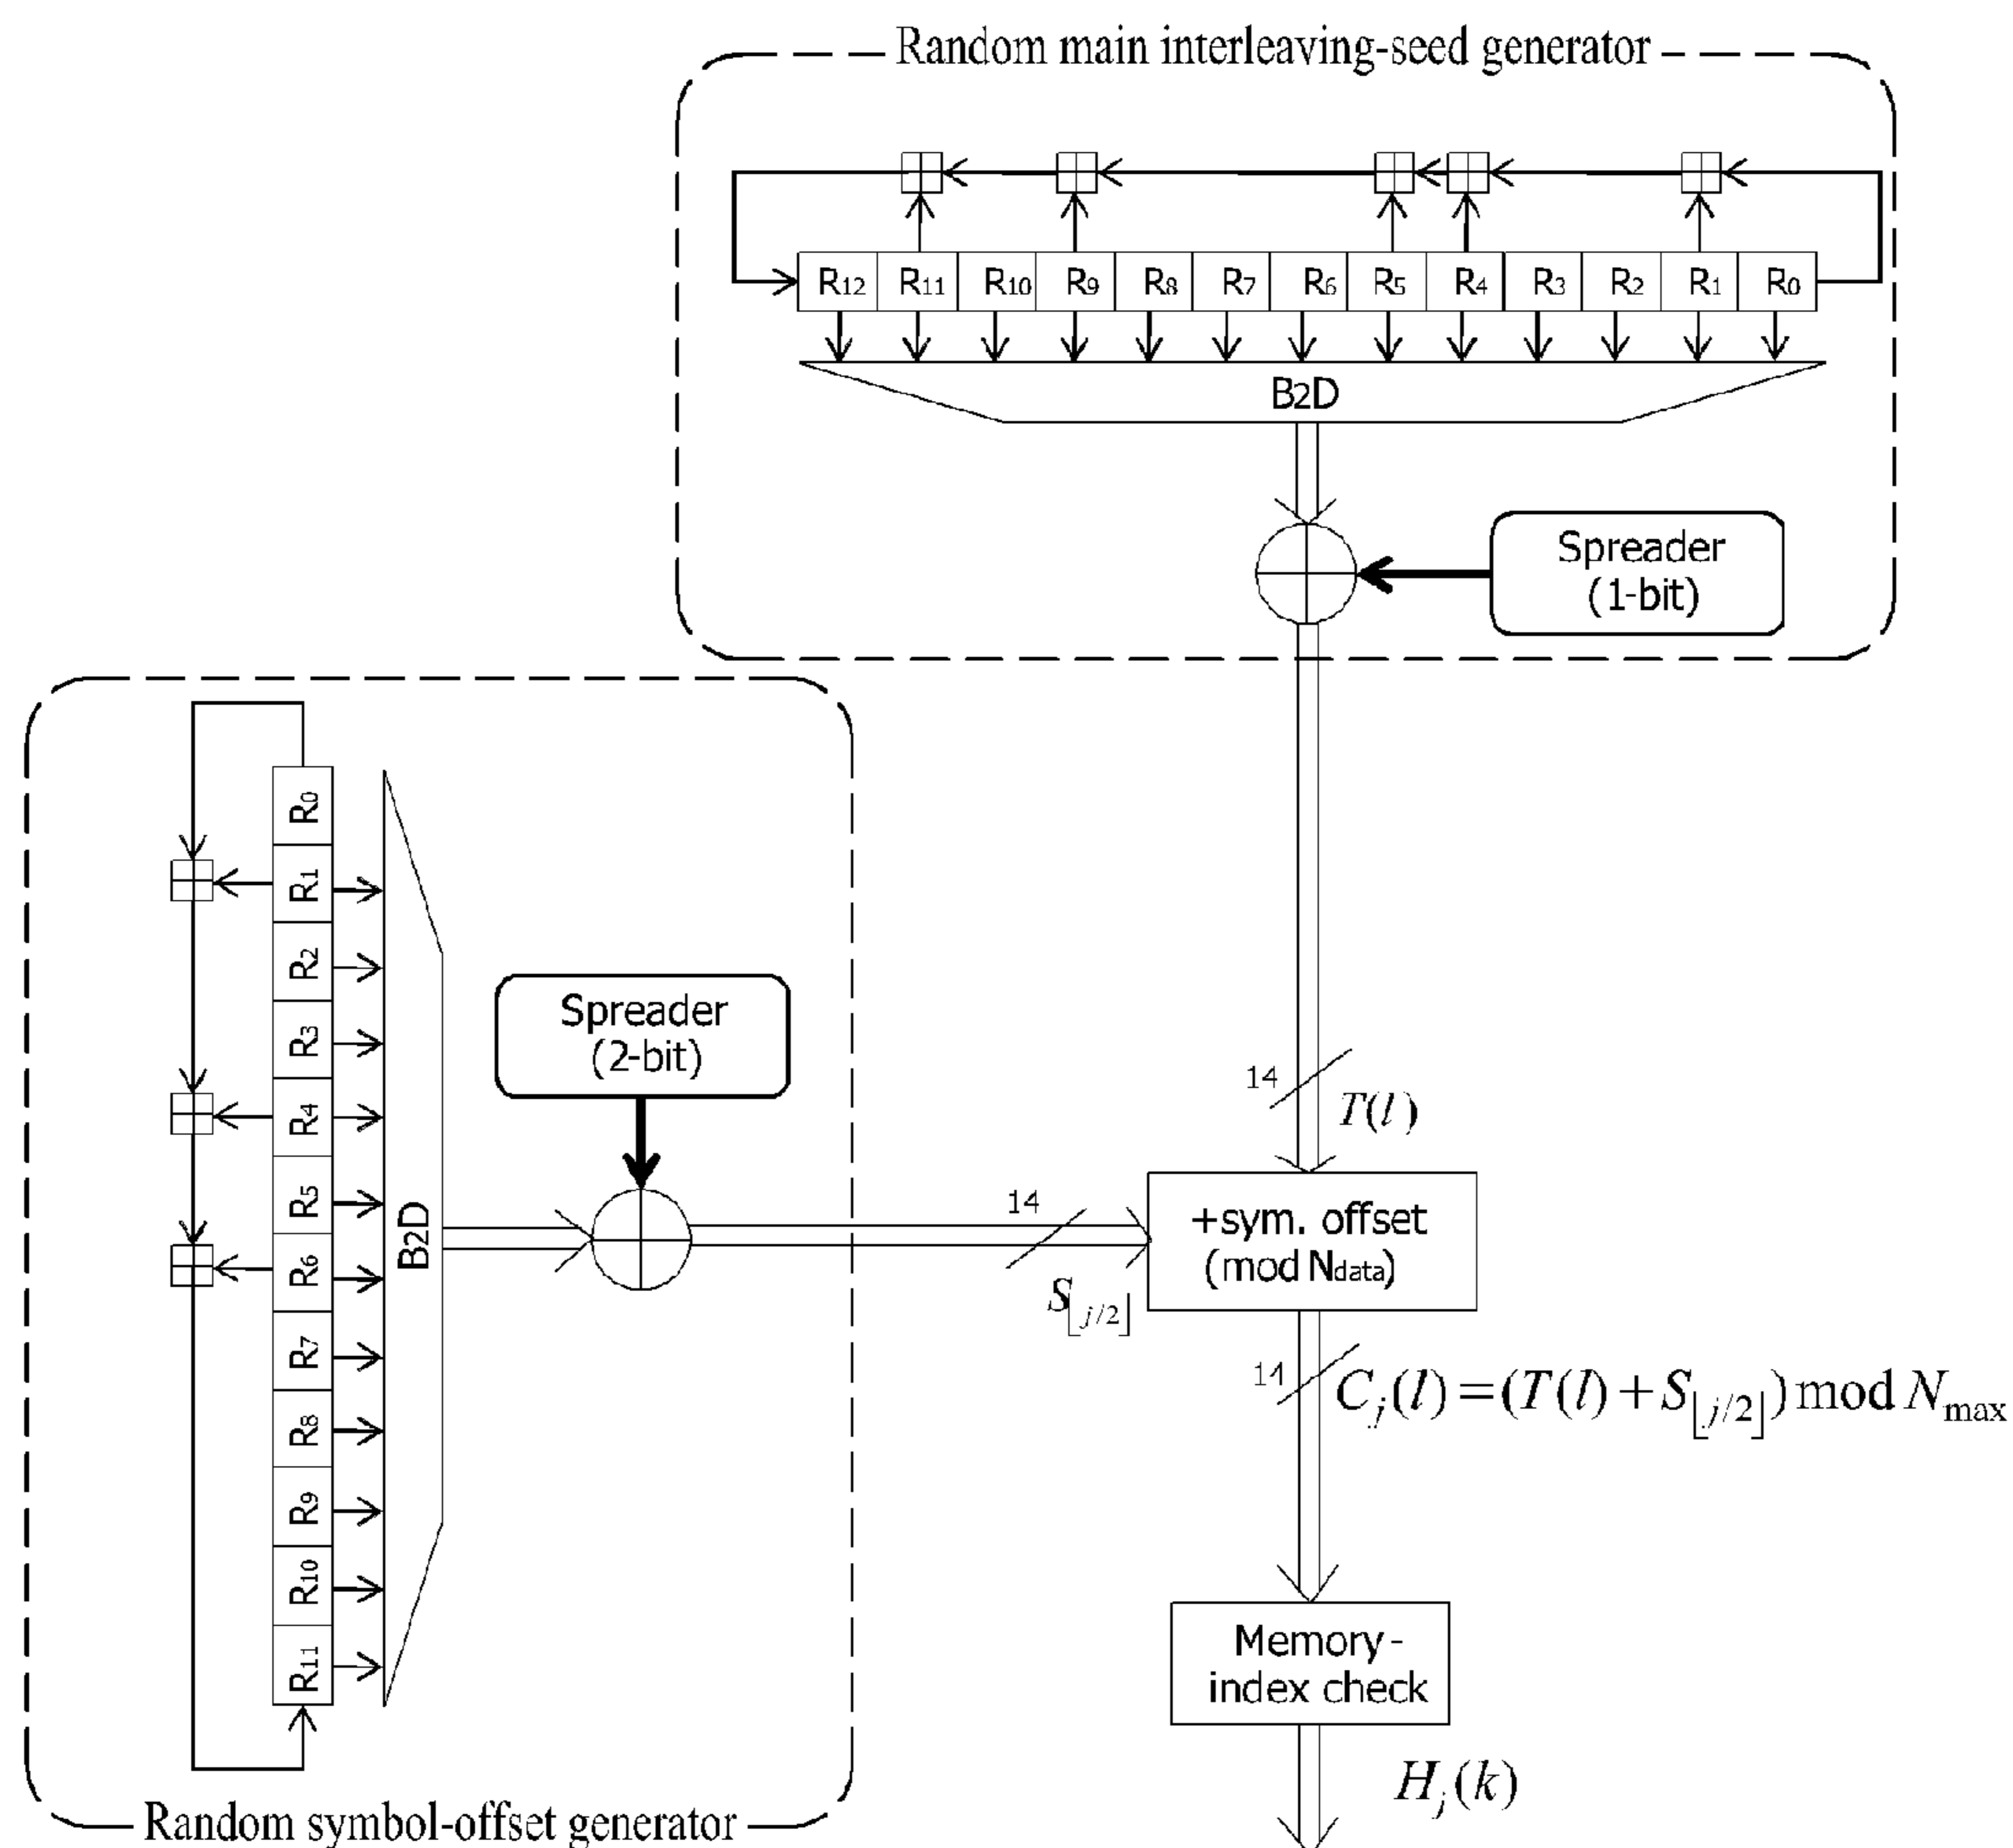 Random main interleaving-seed generator
R12 R11 R10 R9 R8 R7 R6 R5 R4 R3 R2 R1 R0
B2D
Spreader
(1-bit)
R0
R1
R2
R3
R4
R5
R6
R7
R8
R9
R10
R11
B2D
Spreader
(2-bit)
14
T(l)
14
S⌊j/2⌋
+sym. offset
(mod Ndata)
14
Cj(l)=(T(l)+S⌊j/2⌋) mod Nmax
Memory-
index check
Hj(k)
Random symbol-offset generator